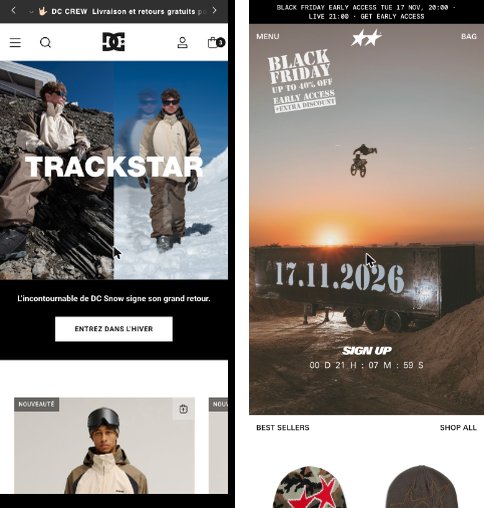 DC CREW Livraison et retours gratuits
DC
3
TRACKSTAR
L'incontournable de DC Snow signe son grand retour.
ENTREZ DANS L'HIVER
NOUVEAUTÉ
BLACK FRIDAY EARLY ACCESS TUE 17 NOV, 20:00 -
LIVE 21:00 - GET EARLY ACCESS
MENU
BAG
BLACK
FRIDAY
UP TO 40% OFF
EARLY ACCESS
+EXTRA DISCOUNT
17.11.2026
SIGN UP
00 D 21 H : 07 M : 59 S
BEST SELLERS
SHOP ALL